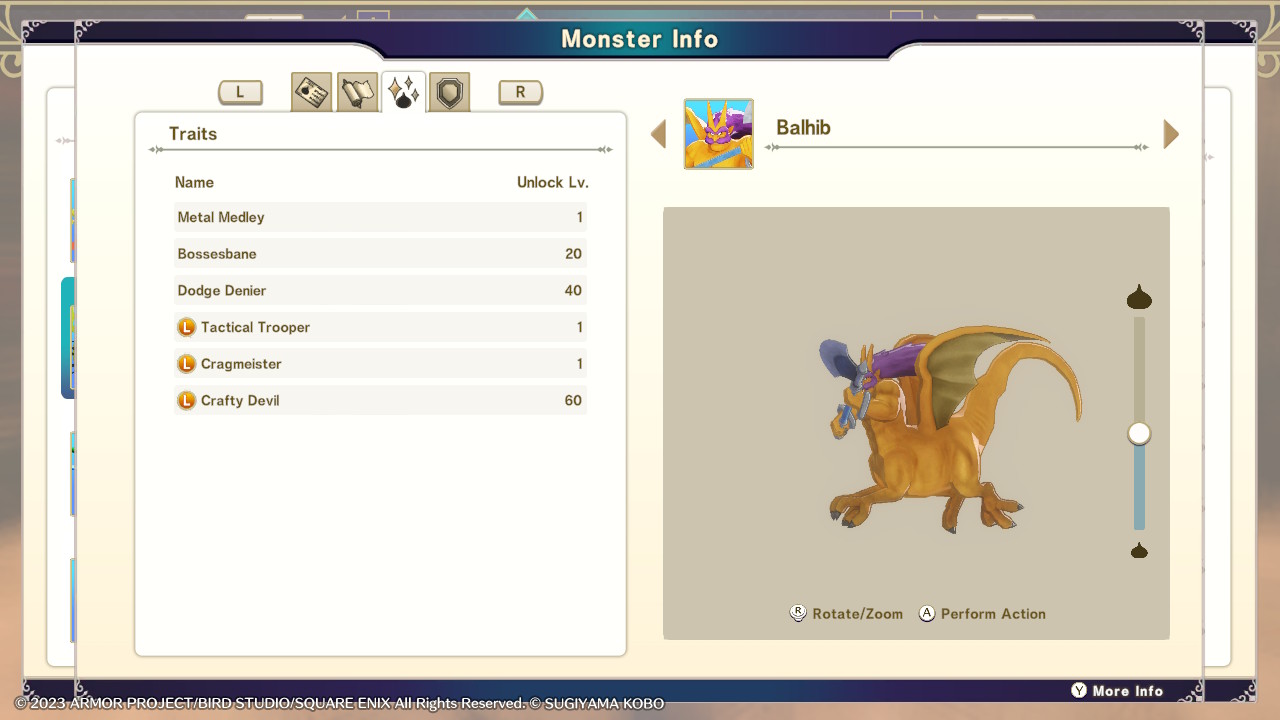 Monster Info
L
R
Traits
Name Unlock Lv.
Metal Medley 1
Bossesbane 20
Dodge Denier 40
L Tactical Trooper 1
L Cragmeister 1
L Crafty Devil 60
Balhib
R Rotate/Zoom A Perform Action
Y More Info
© 2023 ARMOR PROJECT/BIRD STUDIO/SQUARE ENIX All Rights Reserved. © SUGIYAMA KOBO